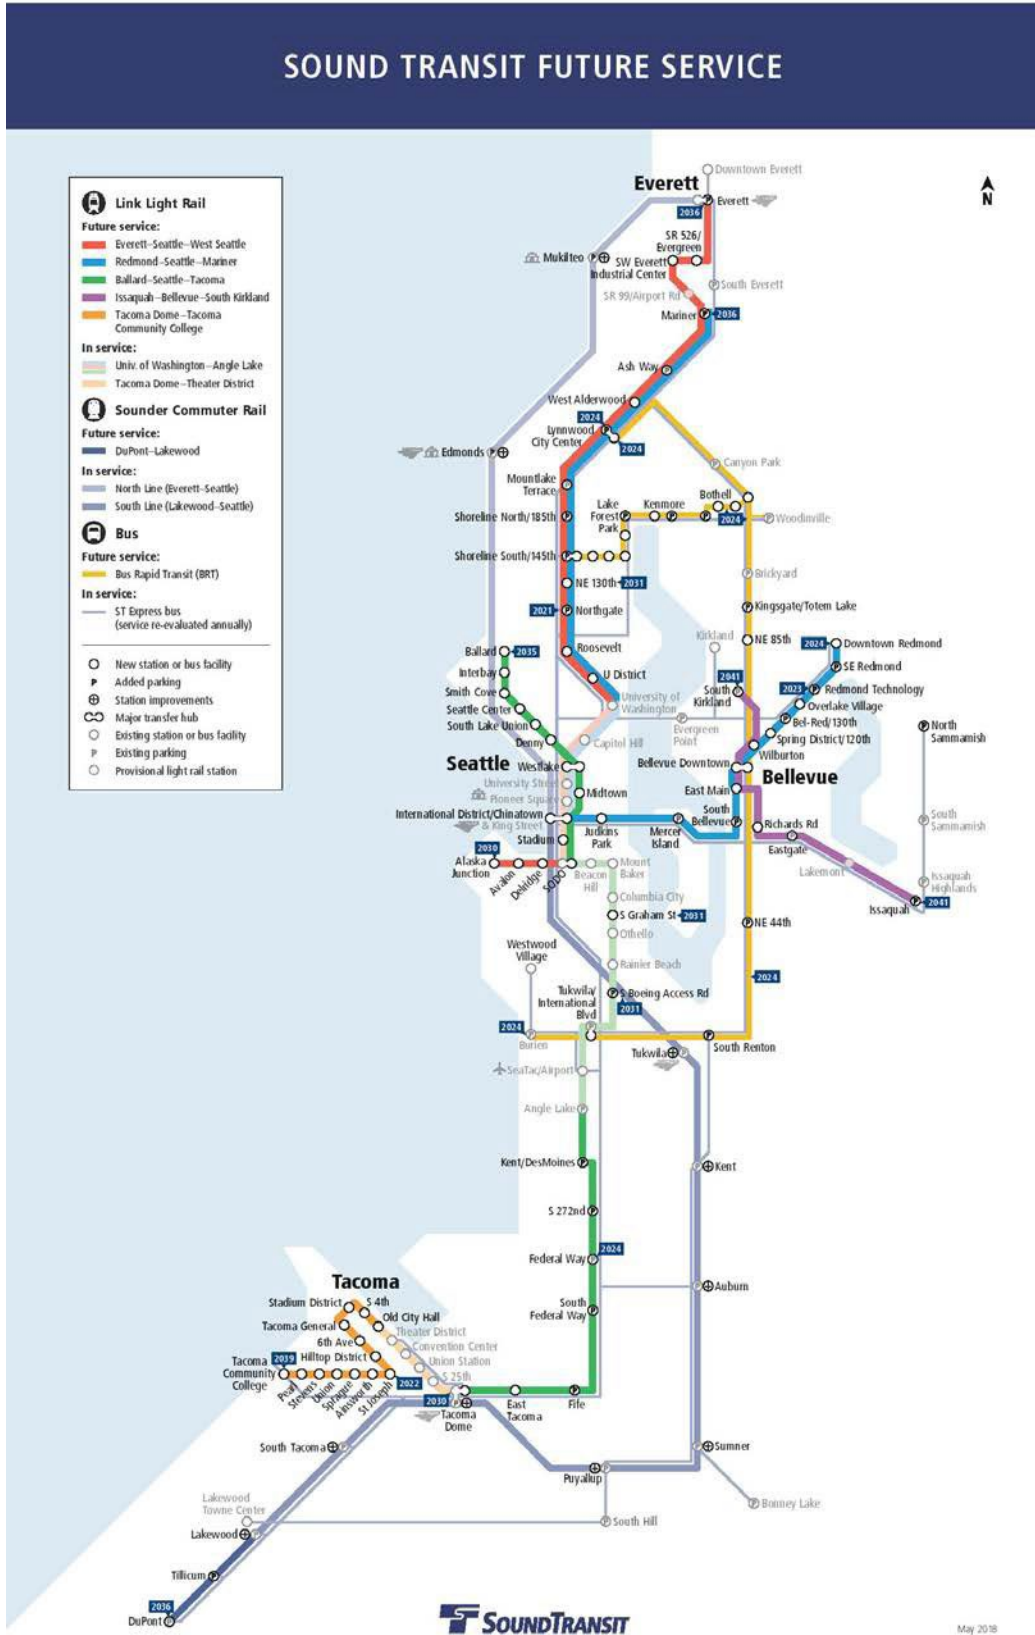 SOUND TRANSIT FUTURE SERVICE
Link Light Rail
Future service:
Everett–Seattle–West Seattle
Redmond–Seattle–Mariner
Ballard–Seattle–Tacoma
Issaquah–Bellevue–South Kirkland
Tacoma Dome–Tacoma
Community College
In service:
Univ. of Washington–Angle Lake
Tacoma Dome–Theater District
Sounder Commuter Rail
Future service:
DuPont–Lakewood
In service:
North Line (Everett–Seattle)
South Line (Lakewood–Seattle)
Bus
Future service:
Bus Rapid Transit (BRT)
In service:
ST Express bus
(service re-evaluated annually)
New station or bus facility
P Added parking
Station improvements
Major transfer hub
Existing station or bus facility
P Existing parking
Provisional light rail station
N
Downtown Everett
Everett
Everett
2036
SR 526/
Evergreen
Mukilteo
SW Everett
Industrial Center
South Everett
SR 99/Airport Rd
Mariner
2036
Ash Way
West Alderwood
2024
Lynnwood
City Center
2024
Edmonds
Canyon Park
Mountlake
Terrace
Lake
Forest
Park
Kenmore
Bothell
2024
Woodinville
Shoreline North/185th
Shoreline South/145th
NE 130th
2031
Brickyard
2021
Northgate
Kingsgate/Totem Lake
Kirkland
NE 85th
2024
Downtown Redmond
Ballard
2035
Roosevelt
SE Redmond
Interbay
U District
2041
South
Kirkland
2023
Redmond Technology
Smith Cove
University of
Washington
Overlake Village
Seattle Center
Bel-Red/130th
South Lake Union
Evergreen
Point
Spring District/120th
North
Sammamish
Denny
Capitol Hill
Wilburton
Seattle
Westlake
Bellevue Downtown
Bellevue
University Street
Pioneer Square
Midtown
East Main
International District/Chinatown
& King Street
Judkins
Park
Mercer
Island
South
Bellevue
Richards Rd
South
Sammamish
Stadium
Eastgate
2030
Alaska
Junction
Avalon
Delridge
SODO
Beacon
Hill
Mount
Baker
Lakemont
Issaquah
Highlands
Columbia City
Issaquah
2041
S Graham St
2031
NE 44th
Othello
Westwood
Village
Rainier Beach
2024
Tukwila/
International
Blvd
S Boeing Access Rd
2031
2024
Burien
South Renton
Tukwila
SeaTac/Airport
Angle Lake
Kent/DesMoines
Kent
S 272nd
2024
Federal Way
Auburn
South
Federal Way
Tacoma
Stadium District
S 4th
Old City Hall
Tacoma General
Theater District
6th Ave
Convention Center
Hilltop District
Union Station
2039
Tacoma
Community
College
S 25th
Pearl
Stevens
Union
Sprague
Ainsworth
St Joseph
2022
2030
Tacoma
Dome
East
Tacoma
Fife
South Tacoma
Sumner
Puyallup
Bonney Lake
Lakewood
Towne Center
South Hill
Lakewood
Tillicum
2036
DuPont
SOUNDTRANSIT
May 2018